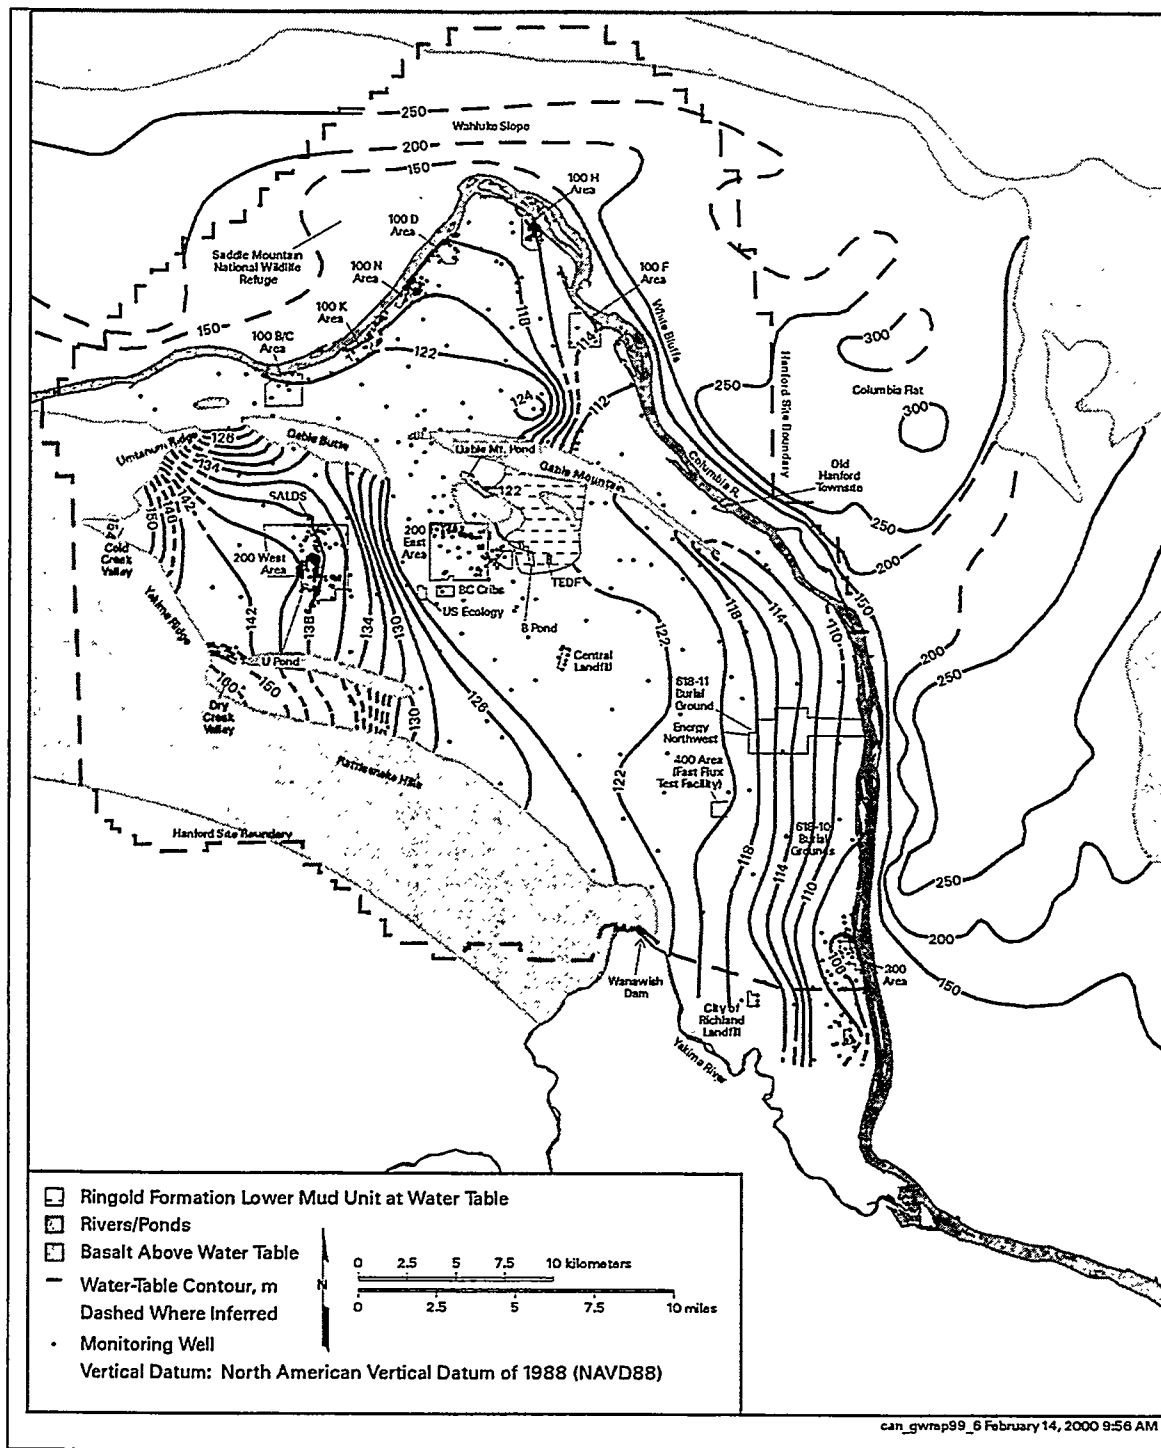 250
Wahluke Slope
200
150
100 H
Area
100 D
Area
Saddle Mountain
National Wildlife
Refuge
100 N
Area
100 F
Area
100 K
Area
118
White Bluffs
150
100 B/C
Area
114
122
300
250
Columbia Flat
124
112
300
Hanford Site Boundary
Umtanum Ridge
126
Gable Butte
Gable Mt. Pond
Gable Mountain
Columbia R.
Old
Hanford
Townsite
134
122
SALDS
142
140
150
250
Cold
Creek
Valley
200 West
Area
200
East
Area
200
TEDF
BC Cribs
US Ecology
B Pond
150
Yakima Ridge
142
138
134
130
118
114
110
122
200
U Pond
Central
Landfill
250
160
150
Dry
Creek
Valley
130
126
618-11
Burial
Ground
Energy
Northwest
Rattlesnake Hills
400 Area
(Fast Flux
Test Facility)
122
Hanford Site Boundary
618-10
Burial
Grounds
118
114
110
250
200
106
300
Area
150
Wanawish
Dam
City of
Richland
Landfill
Yakima River
Ringold Formation Lower Mud Unit at Water Table
Rivers/Ponds
Basalt Above Water Table
Water-Table Contour, m
Dashed Where Inferred
Monitoring Well
Vertical Datum: North American Vertical Datum of 1988 (NAVD88)
N
0 2.5 5 7.5 10 kilometers
0 2.5 5 7.5 10 miles
can_gwrep99_6 February 14, 2000 9:56 AM